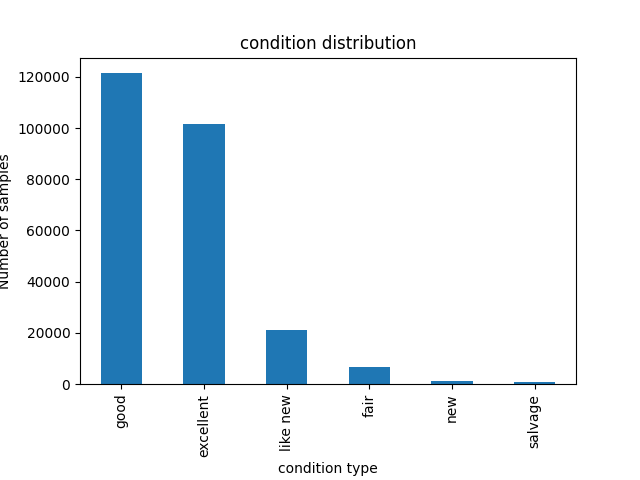 condition distribution
120000
100000
80000
60000
40000
20000
0
Number of samples
good
excellent
like new
fair
new
salvage
condition type